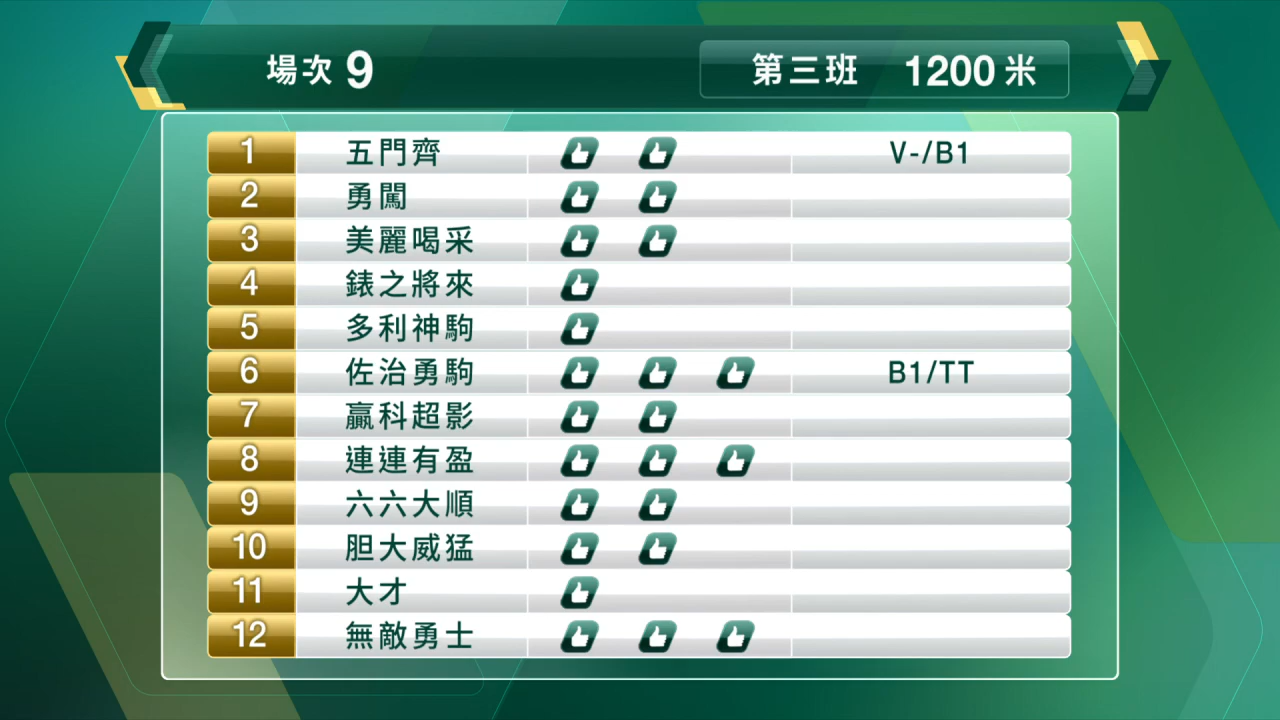 場次 9 第三班 1200 米
1 五門齊 V-/B1
2 勇闖
3 美麗喝采
4 錶之將來
5 多利神駒
6 佐治勇駒 B1/TT
7 贏科超影
8 連連有盈
9 六六大順
10 胆大威猛
11 大才
12 無敵勇士